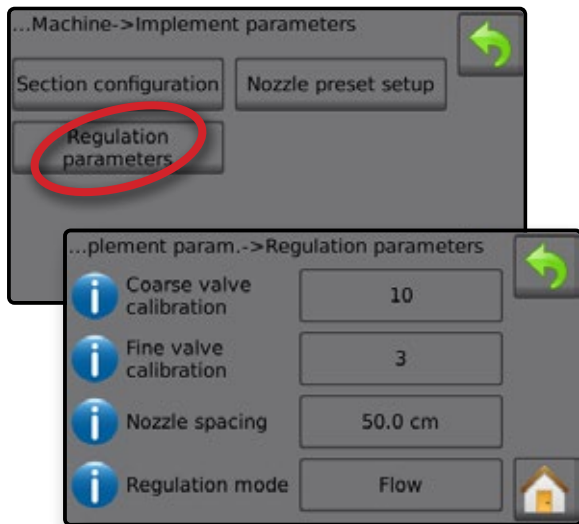 ...Machine->Implement parameters
Section configuration
Nozzle preset setup
Regulation
parameters
...plement param.->Regulation parameters
Coarse valve
calibration
10
Fine valve
calibration
3
Nozzle spacing
50.0 cm
Regulation mode
Flow